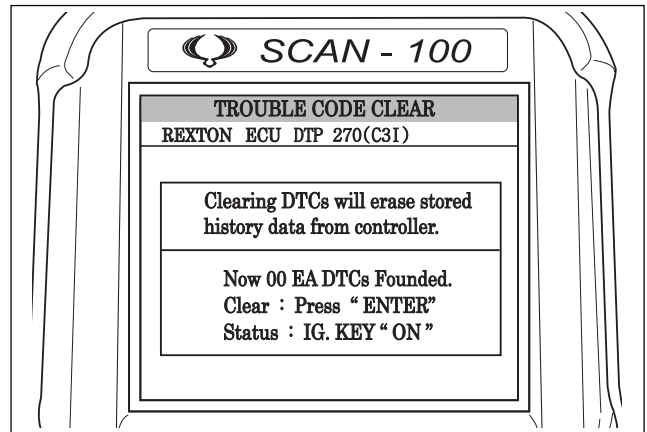 SCAN - 100
TROUBLE CODE CLEAR
REXTON ECU DTP 270(C3I)
Clearing DTCs will erase stored
history data from controller.
Now 00 EA DTCs Founded.
Clear : Press “ ENTER”
Status : IG. KEY “ ON ”